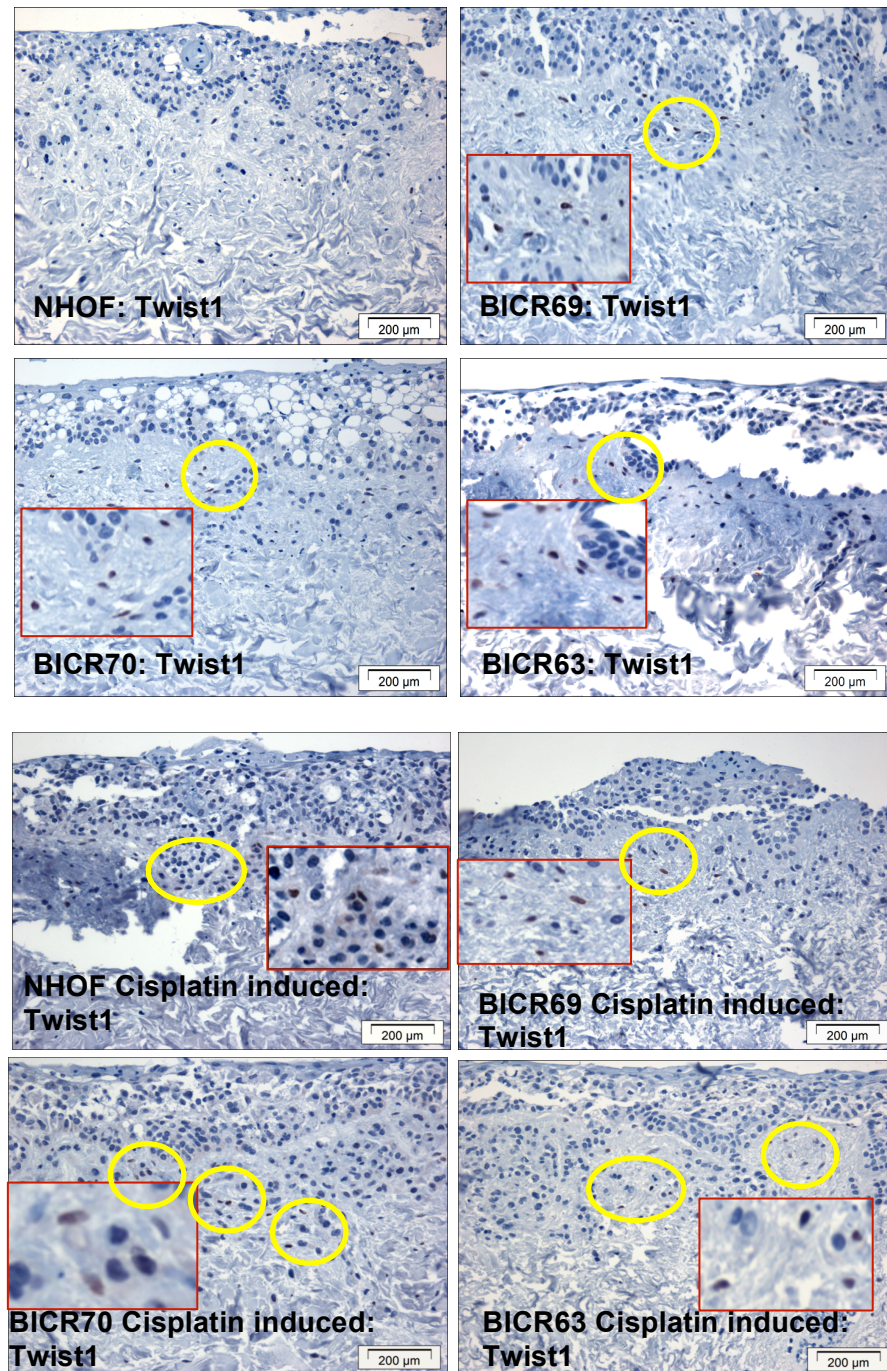 NHOF: Twist1
200 µm
BICR69: Twist1
200 µm
BICR70: Twist1
200 µm
BICR63: Twist1
200 µm
NHOF Cisplatin induced:
Twist1
200 µm
BICR69 Cisplatin induced:
Twist1
200 µm
BICR70 Cisplatin induced:
Twist1
200 µm
BICR63 Cisplatin induced:
Twist1
200 µm